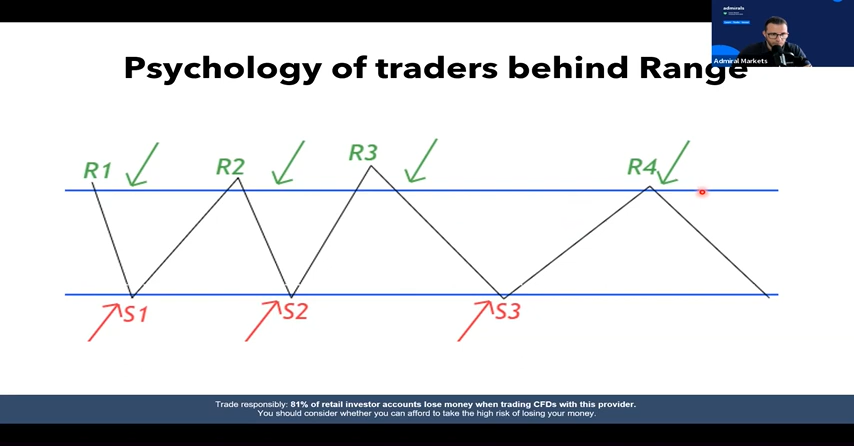 admirals
Admiral Markets
Psychology of traders behind Range
R1
R2
R3
R4
S1
S2
S3
Trade responsibly: 81% of retail investor accounts lose money when trading CFDs with this provider.
You should consider whether you can afford to take the high risk of losing your money.